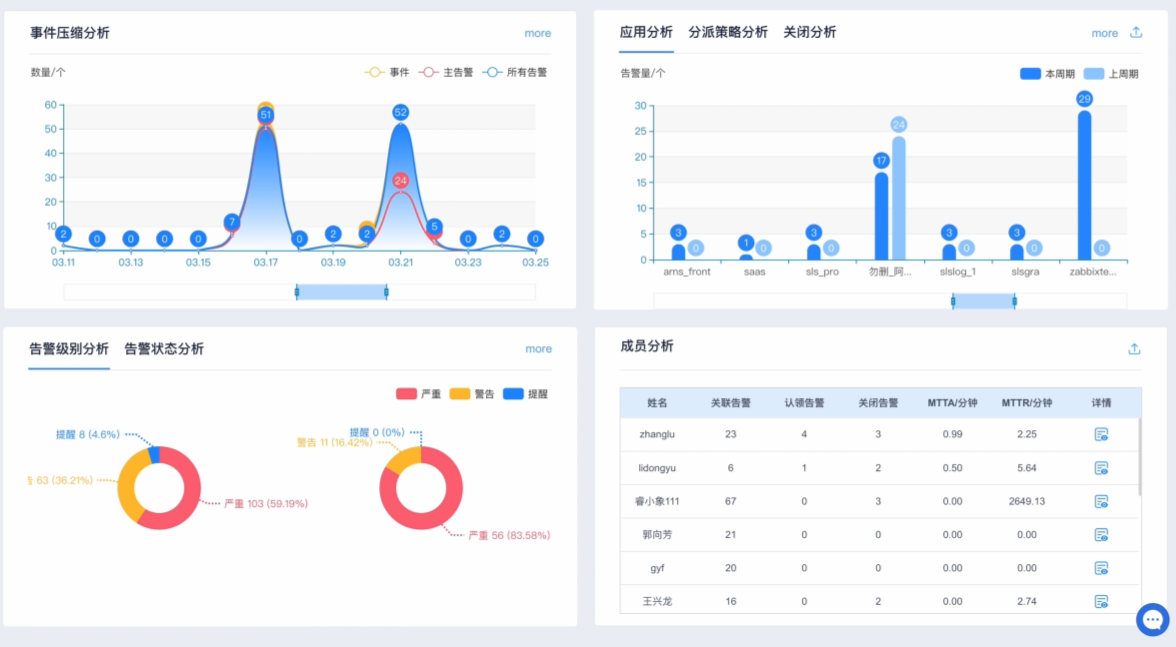 事件压缩分析
more
数量/个
事件 主告警 所有告警
60
50
40
30
20
10
0
2 0 0 0 0 7 51 0 2 2 52 24 5 0 2 0
03.11 03.13 03.15 03.17 03.19 03.21 03.23 03.25
应用分析 分派策略分析 关闭分析
more
告警量/个
本周期 上周期
30
25
20
15
10
5
0
3 0 1 0 3 0 17 24 3 0 3 0 29 0
ams_front saas sls_pro 勿删_阿... slslog_1 slsgra zabbixte...
告警级别分析 告警状态分析
more
严重 警告 提醒
提醒 8 (4.6%)
63 (36.21%)
严重 103 (59.19%)
提醒 0 (0%)
警告 11 (16.42%)
严重 56 (83.58%)
成员分析
姓名 关联告警 认领告警 关闭告警 MTTA/分钟 MTTR/分钟 详情
zhanglu 23 4 3 0.99 2.25
lidongyu 6 1 2 0.50 5.64
睿小象111 67 0 3 0.00 2649.13
郭向芳 21 0 0 0.00 0.00
gyf 20 0 0 0.00 0.00
王兴龙 16 0 2 0.00 2.74